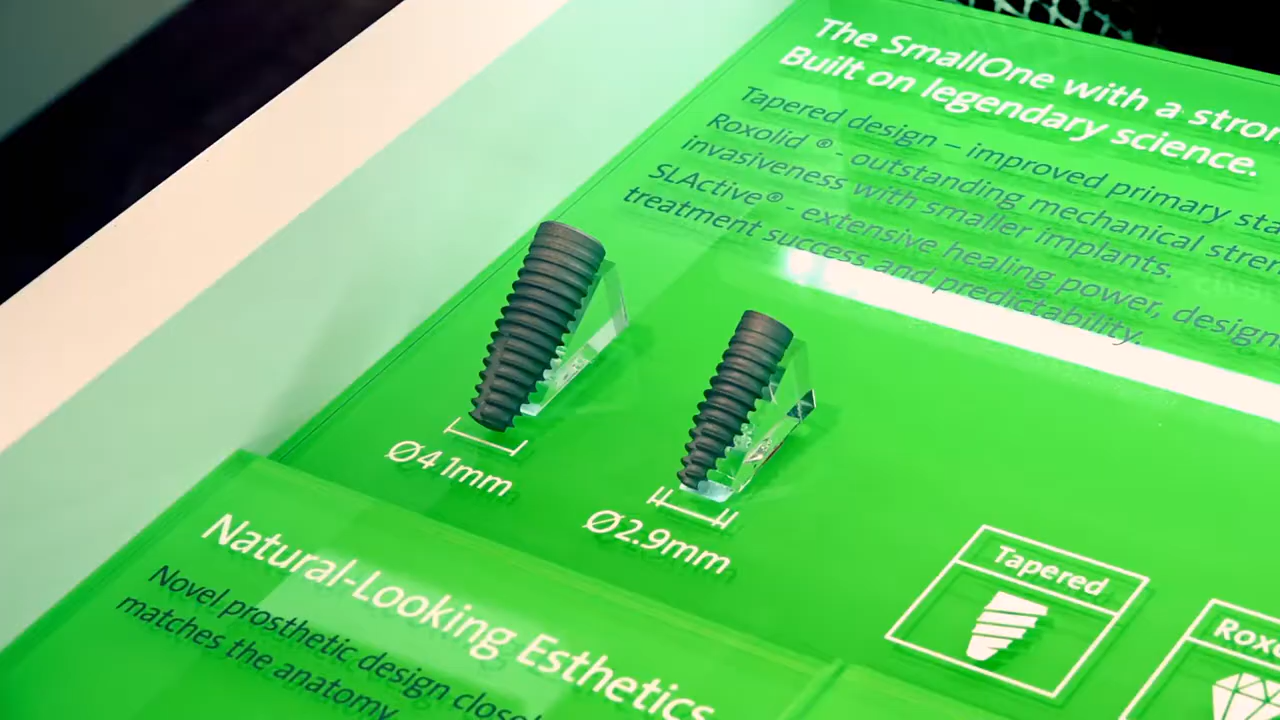 The SmallOne with a stron
Built on legendary science.
Tapered design – improved primary sta
Roxolid ®- outstanding mechanical stren
invasiveness with smaller implants.
SLActive®- extensive healing power, design
treatment success and predictability.
Ø4.1mm
Ø2.9mm
Tapered
Roxo
Natural-Looking Esthetics
Novel prosthetic design close
matches the anatomy